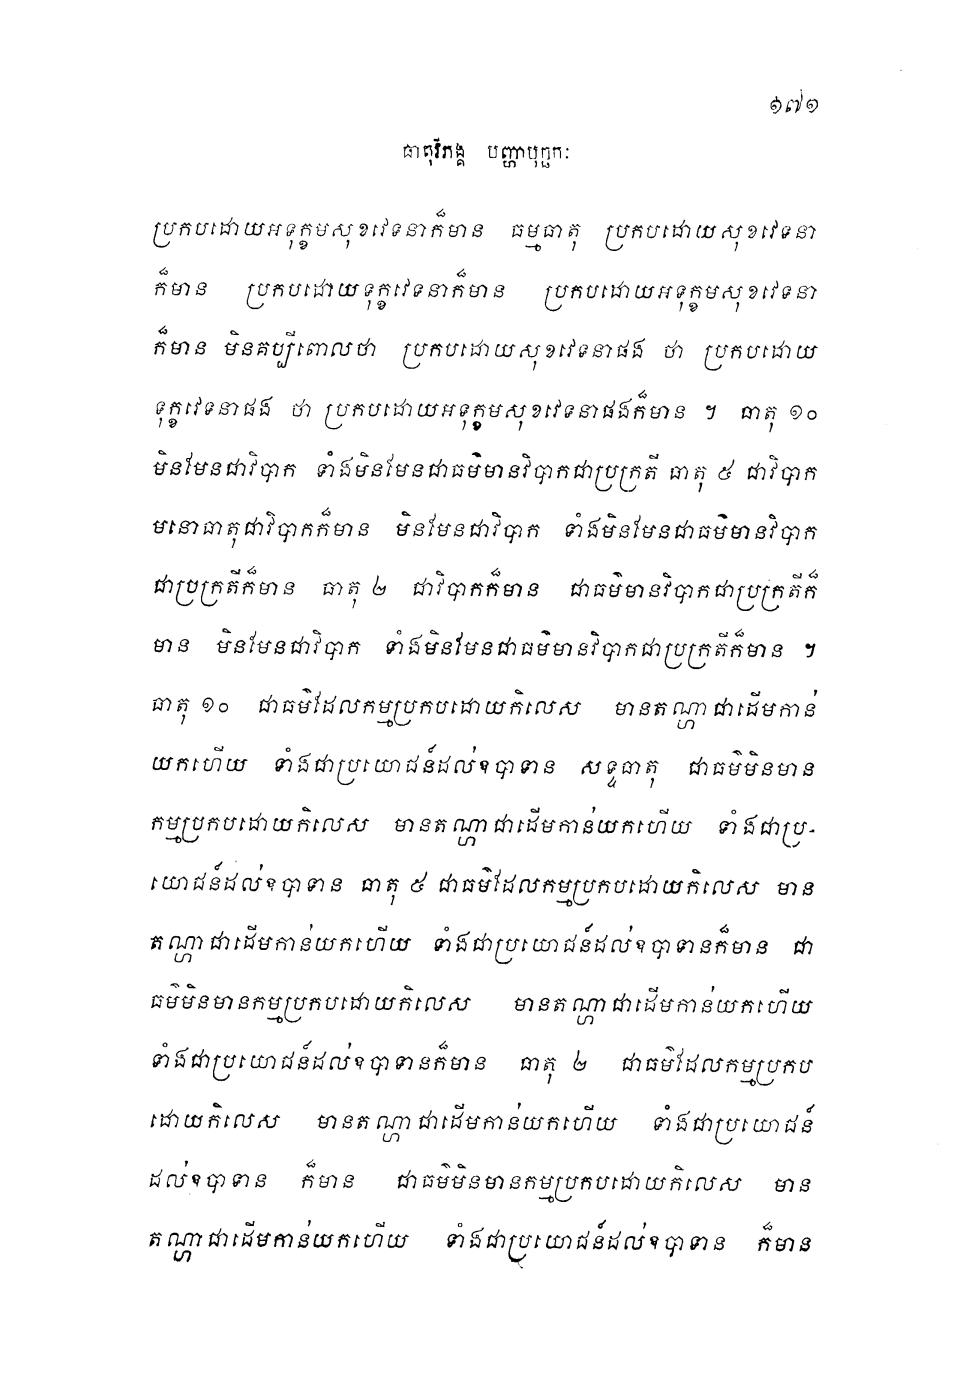 ១៧១
ធាតុវិភង្គ បញ្ហាបុច្ឆកៈ
ប្រកបដោយអទុក្ខមសុខវេទនាក៏មាន ធម្មធាតុ ប្រកបដោយសុខវេទនា
ក៏មាន ប្រកបដោយទុក្ខវេទនាក៏មាន ប្រកបដោយអទុក្ខមសុខវេទនា
ក៏មាន មិនគប្បីពោលថា ប្រកបដោយសុខវេទនាផង ថា ប្រកបដោយ
ទុក្ខវេទនាផង ថា ប្រកបដោយអទុក្ខមសុខវេទនាផងក៏មាន ។ ធាតុ ១០
មិនមែនជាវិបាក ទាំងមិនមែនជាធម៌មានវិបាកជាប្រក្រតី ធាតុ ៥ ជាវិបាក
មនោធាតុជាវិបាកក៏មាន មិនមែនជាវិបាក ទាំងមិនមែនជាធម៌មានវិបាក
ជាប្រក្រតីក៏មាន ធាតុ ២ ជាវិបាកក៏មាន ជាធម៌មានវិបាកជាប្រក្រតីក៏
មាន មិនមែនជាវិបាក ទាំងមិនមែនជាធម៌មានវិបាកជាប្រក្រតីក៏មាន ។
ធាតុ ១០ ជាធម៌ដែលកម្មប្រកបដោយកិលេស មានតណ្ហាជាដើមកាន់
យកហើយ ទាំងជាប្រយោជន៍ដល់ឧបាទាន សទ្ទធាតុ ជាធម៌មិនមាន
កម្មប្រកបដោយកិលេស មានតណ្ហាជាដើមកាន់យកហើយ ទាំងជាប្រ-
យោជន៍ដល់ឧបាទាន ធាតុ ៥ ជាធម៌ដែលកម្មប្រកបដោយកិលេស មាន
តណ្ហាជាដើមកាន់យកហើយ ទាំងជាប្រយោជន៍ដល់ឧបាទានក៏មាន ជា
ធម៌មិនមានកម្មប្រកបដោយកិលេស មានតណ្ហាជាដើមកាន់យកហើយ
ទាំងជាប្រយោជន៍ដល់ឧបាទានក៏មាន ធាតុ ២ ជាធម៌ដែលកម្មប្រកប
ដោយកិលេស មានតណ្ហាជាដើមកាន់យកហើយ ទាំងជាប្រយោជន៍
ដល់ឧបាទាន ក៏មាន ជាធម៌មិនមានកម្មប្រកបដោយកិលេស មាន
តណ្ហាជាដើមកាន់យកហើយ ទាំងជាប្រយោជន៍ដល់ឧបាទាន ក៏មាន